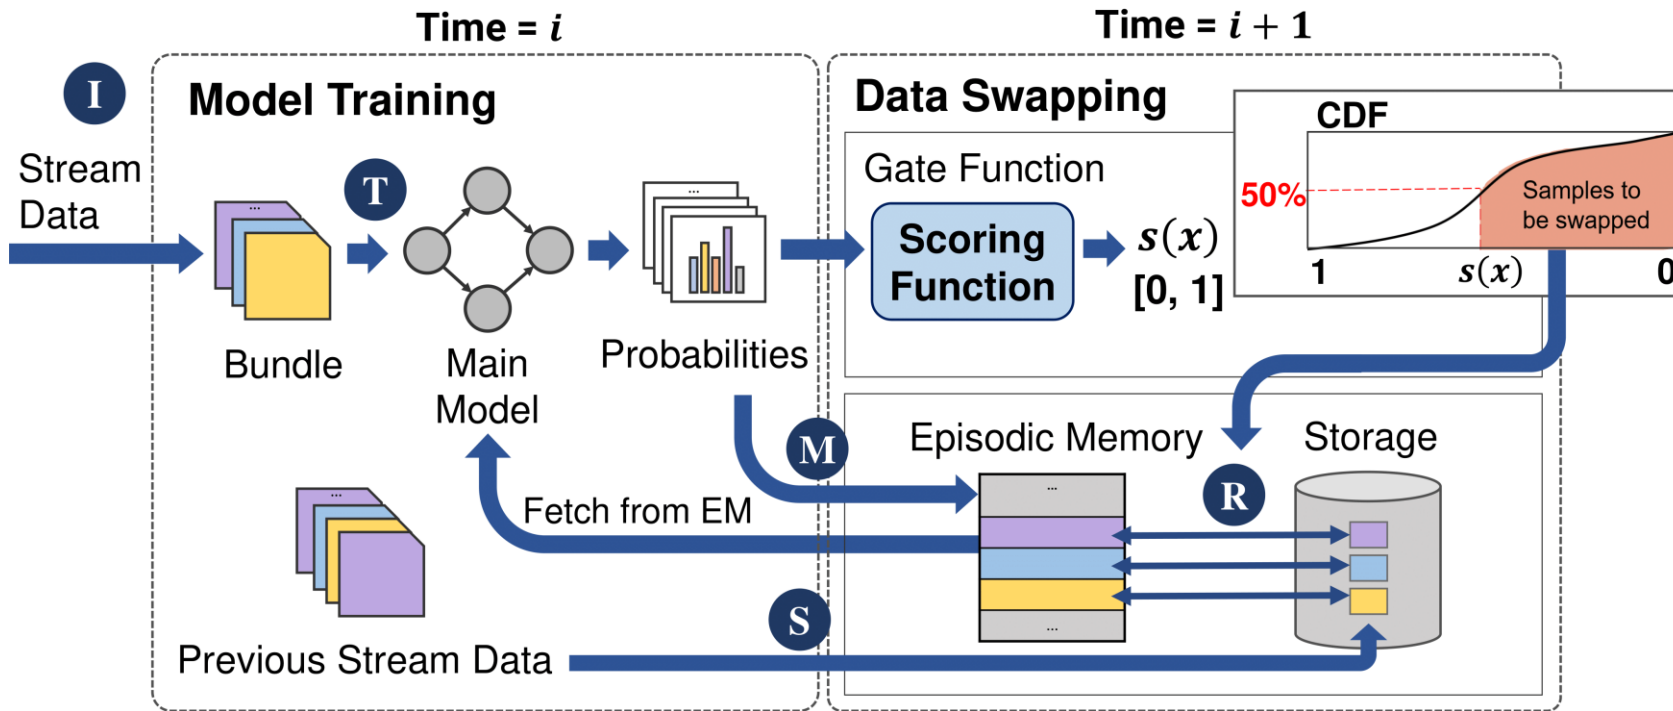 Time = i
Time = i + 1
I
Model Training
Data Swapping
Stream
Data
...
Bundle
T
Main
Model
...
Probabilities
Gate Function
Scoring
Function
s(x)
[0, 1]
CDF
50%
Samples to
be swapped
1
s(x)
0
M
Fetch from EM
Episodic Memory
...
...
R
Storage
...
Previous Stream Data
S